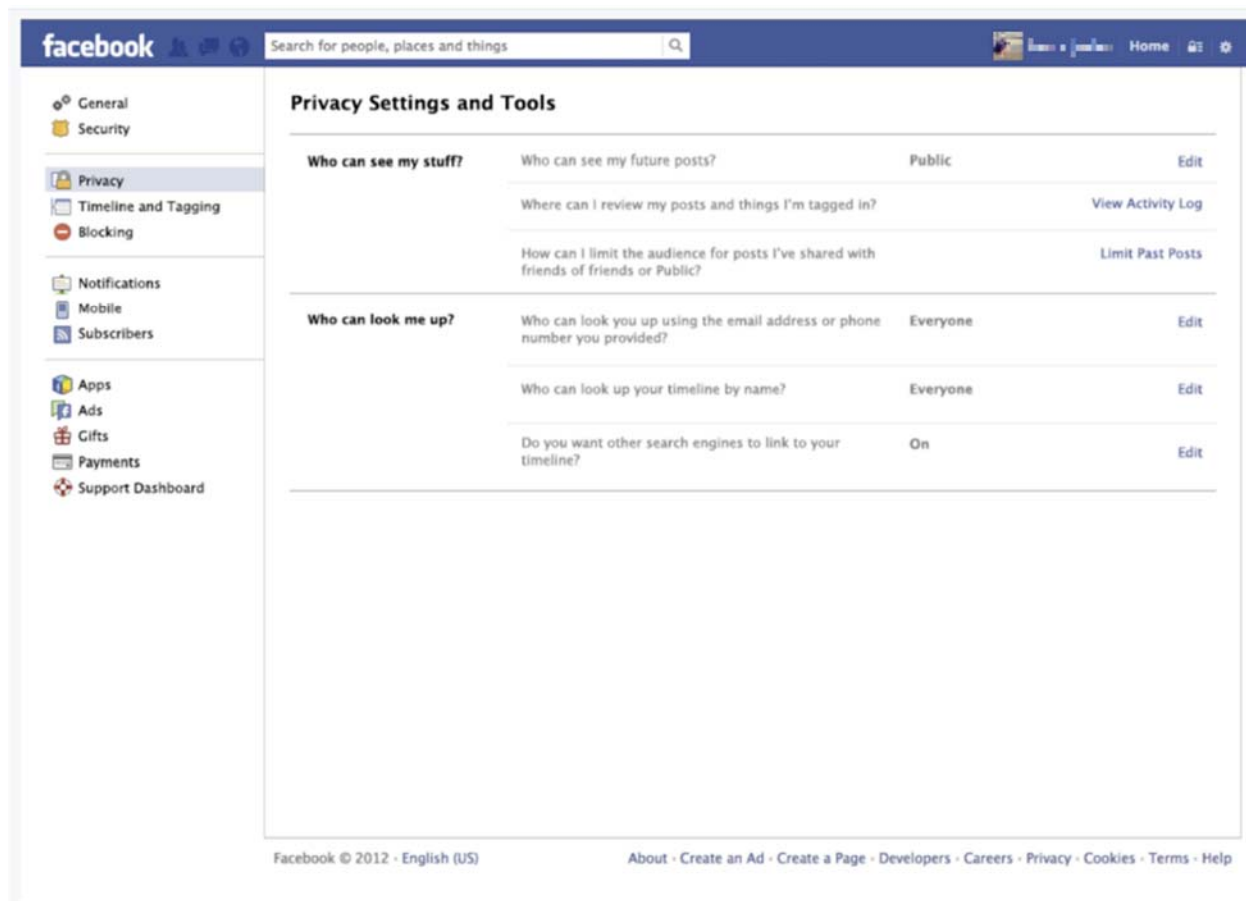 facebook
Search for people, places and things
Home
General
Security
Privacy
Timeline and Tagging
Blocking
Notifications
Mobile
Subscribers
Apps
Ads
Gifts
Payments
Support Dashboard
Privacy Settings and Tools
Who can see my stuff?
Who can see my future posts? Public Edit
Where can I review my posts and things I'm tagged in? View Activity Log
How can I limit the audience for posts I've shared with Limit Past Posts
friends of friends or Public?
Who can look me up?
Who can look you up using the email address or phone Everyone Edit
number you provided?
Who can look up your timeline by name? Everyone Edit
Do you want other search engines to link to your On Edit
timeline?
Facebook © 2012 · English (US)
About · Create an Ad · Create a Page · Developers · Careers · Privacy · Cookies · Terms · Help